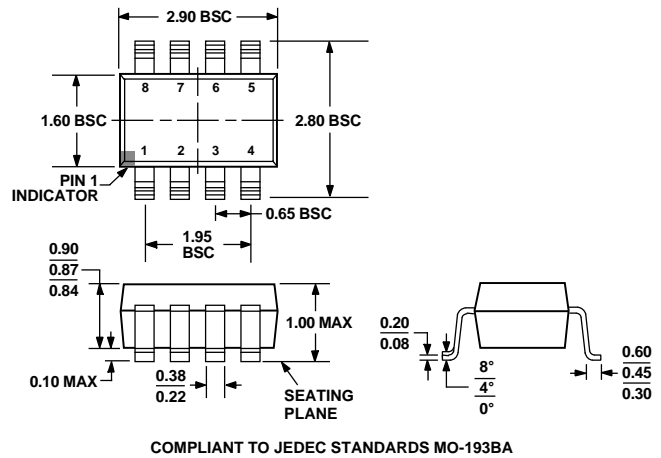 2.90 BSC
8 7 6 5
1.60 BSC
2.80 BSC
1 2 3 4
PIN 1
INDICATOR
0.65 BSC
1.95
BSC
0.90
0.87
0.84
1.00 MAX
0.10 MAX
0.38
0.22
SEATING
PLANE
0.20
0.08
8°
4°
0°
0.60
0.45
0.30
COMPLIANT TO JEDEC STANDARDS MO-193BA